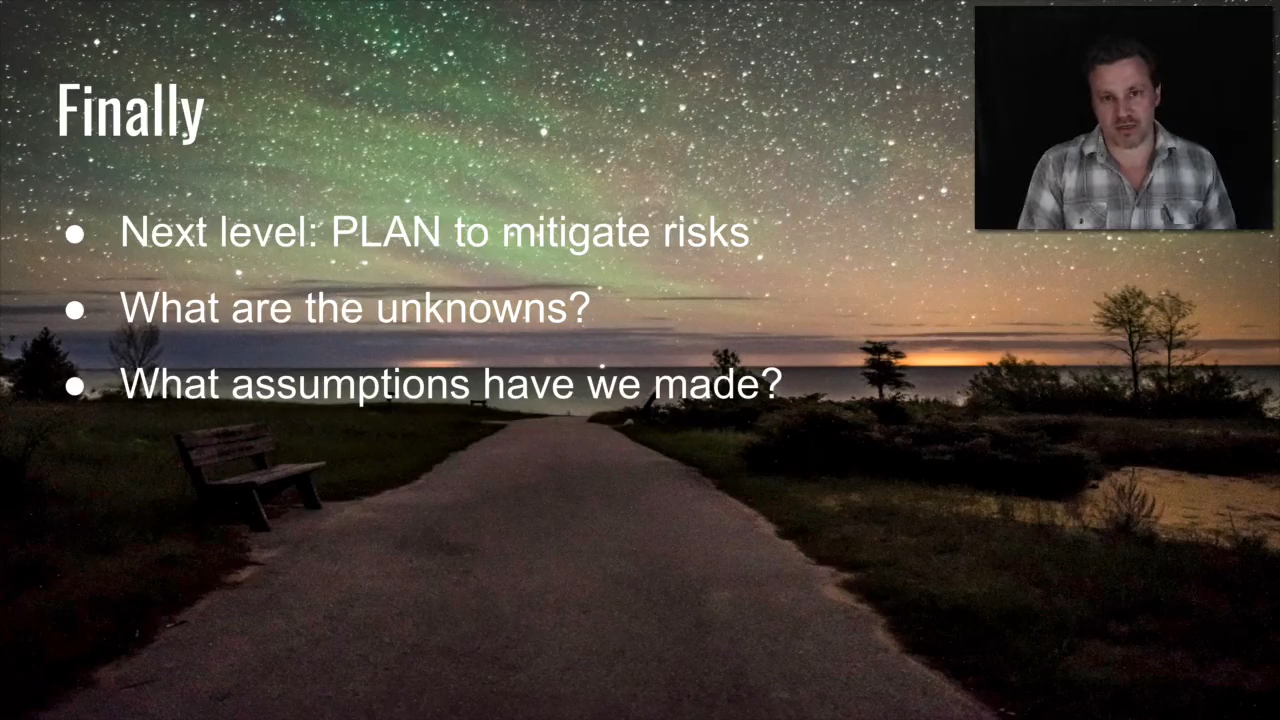 Finally
● Next level: PLAN to mitigate risks
● What are the unknowns?
● What assumptions have we made?